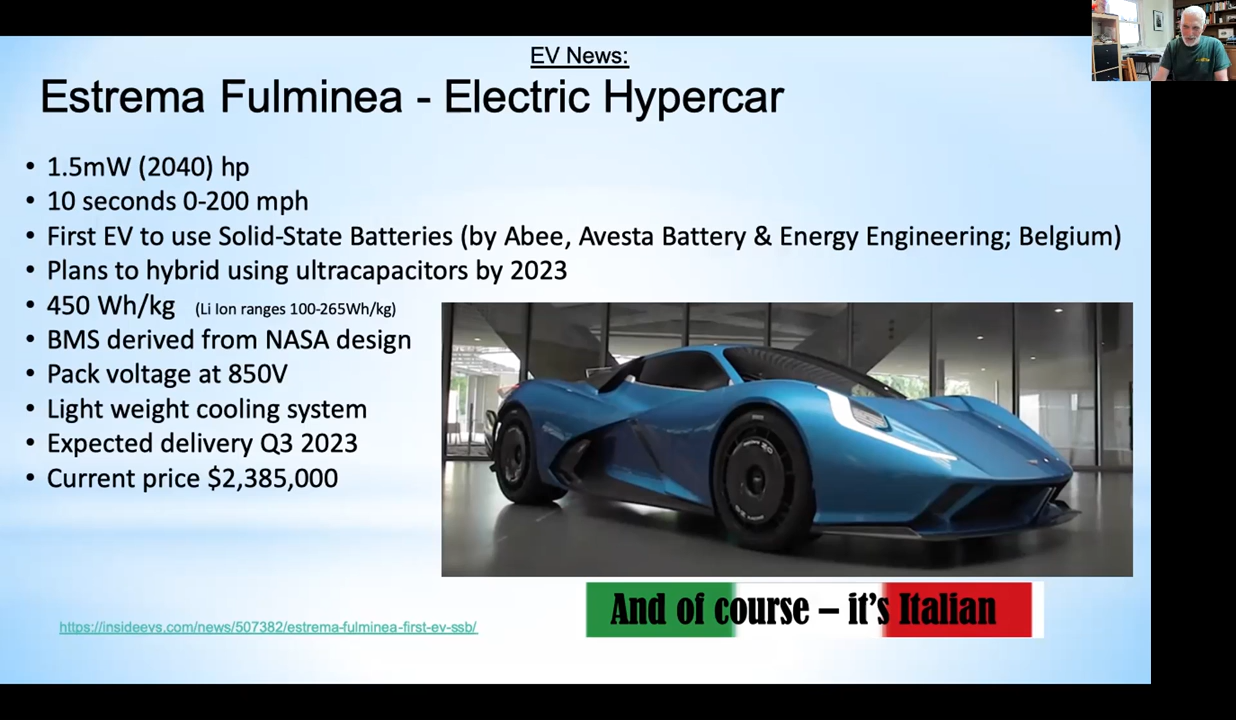 EV News:
Estrema Fulminea - Electric Hypercar
• 1.5mW (2040) hp
• 10 seconds 0-200 mph
• First EV to use Solid-State Batteries (by Abee, Avesta Battery & Energy Engineering; Belgium)
• Plans to hybrid using ultracapacitors by 2023
• 450 Wh/kg (Li Ion ranges 100-265Wh/kg)
• BMS derived from NASA design
• Pack voltage at 850V
• Light weight cooling system
• Expected delivery Q3 2023
• Current price $2,385,000
And of course – it's Italian
https://insideevs.com/news/507382/estrema-fulminea-first-ev-ssb/